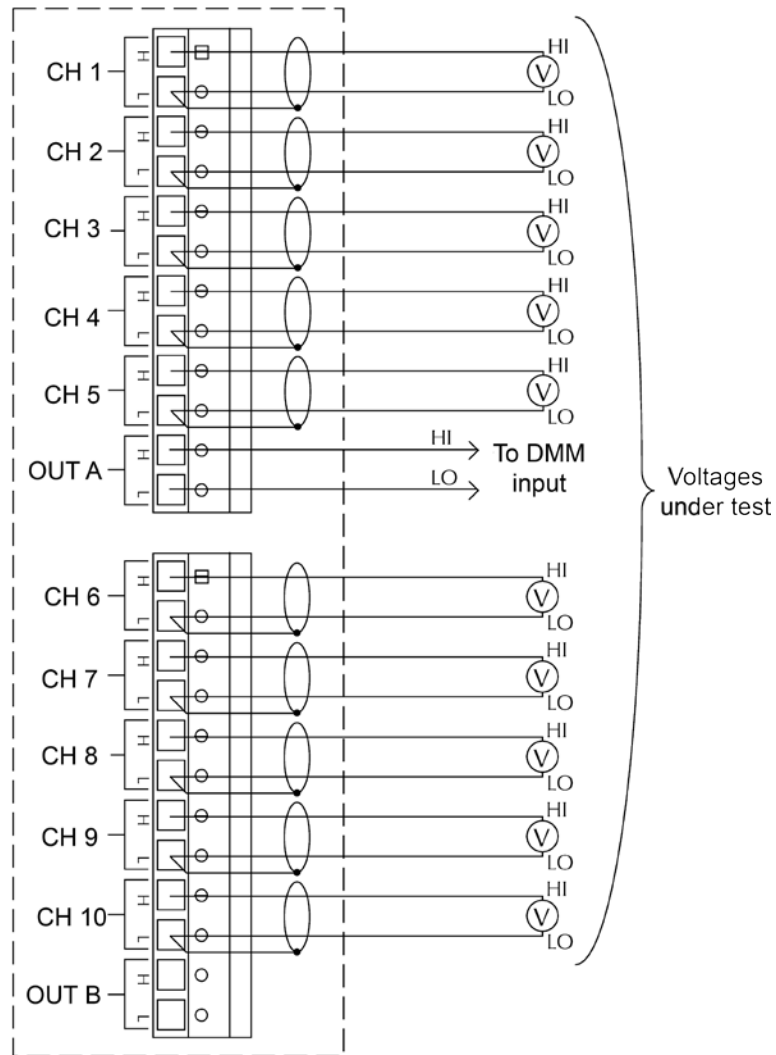 CH 1
H
L
HI
V
LO
CH 2
H
L
HI
V
LO
CH 3
H
L
HI
V
LO
CH 4
H
L
HI
V
LO
CH 5
H
L
HI
V
LO
OUT A
H
L
HI
LO
To DMM
input
Voltages
under test
CH 6
H
L
HI
V
LO
CH 7
H
L
HI
V
LO
CH 8
H
L
HI
V
LO
CH 9
H
L
HI
V
LO
CH 10
H
L
HI
V
LO
OUT B
H
L